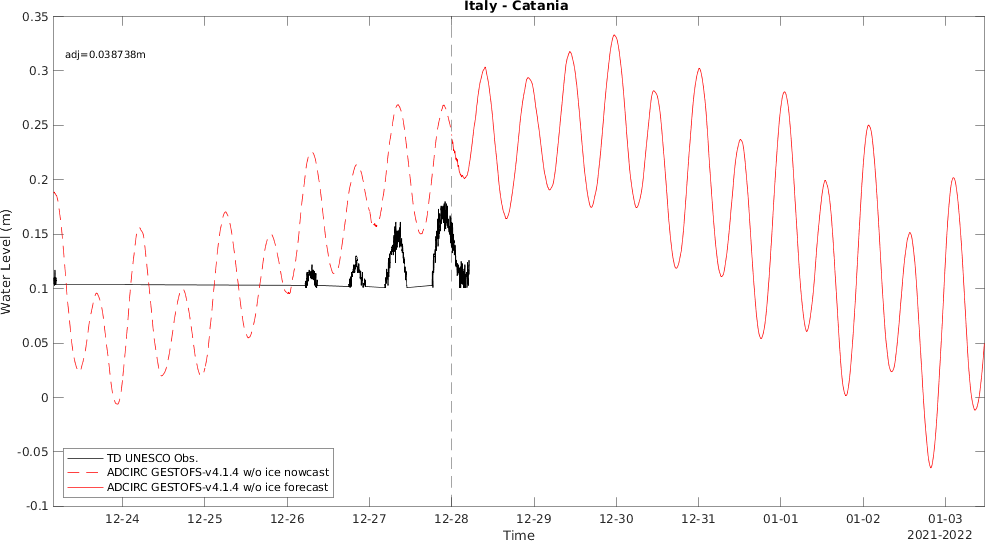 Italy - Catania
0.35
0.3
0.25
0.2
0.15
0.1
0.05
0
-0.05
-0.1
Water Level (m)
adj=0.038738m
TD UNESCO Obs.
ADCIRC GESTOFS-v4.1.4 w/o ice nowcast
ADCIRC GESTOFS-v4.1.4 w/o ice forecast
12-24 12-25 12-26 12-27 12-28 12-29 12-30 12-31 01-01 01-02 01-03
Time
2021-2022